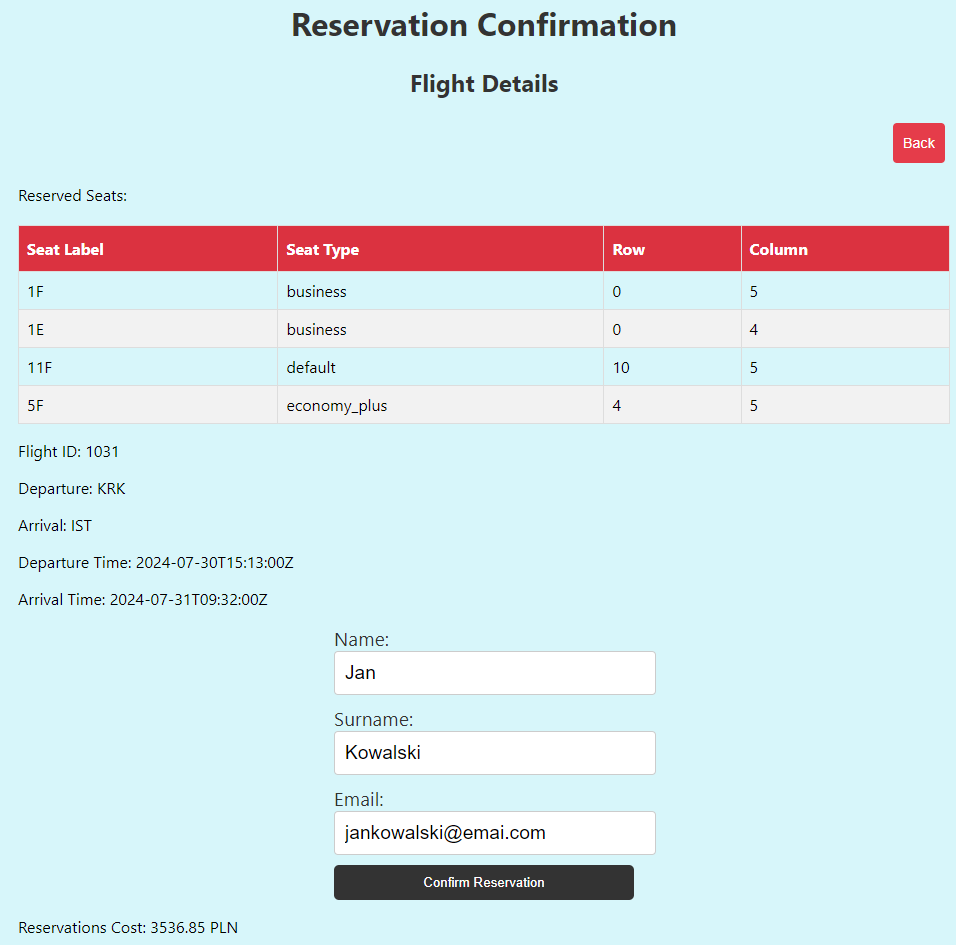 Reservation Confirmation
Flight Details
Back
Reserved Seats:
Seat Label Seat Type Row Column
1F business 0 5
1E business 0 4
11F default 10 5
5F economy_plus 4 5
Flight ID: 1031
Departure: KRK
Arrival: IST
Departure Time: 2024-07-30T15:13:00Z
Arrival Time: 2024-07-31T09:32:00Z
Name:
Jan
Surname:
Kowalski
Email:
jankowalski@emai.com
Confirm Reservation
Reservations Cost: 3536.85 PLN